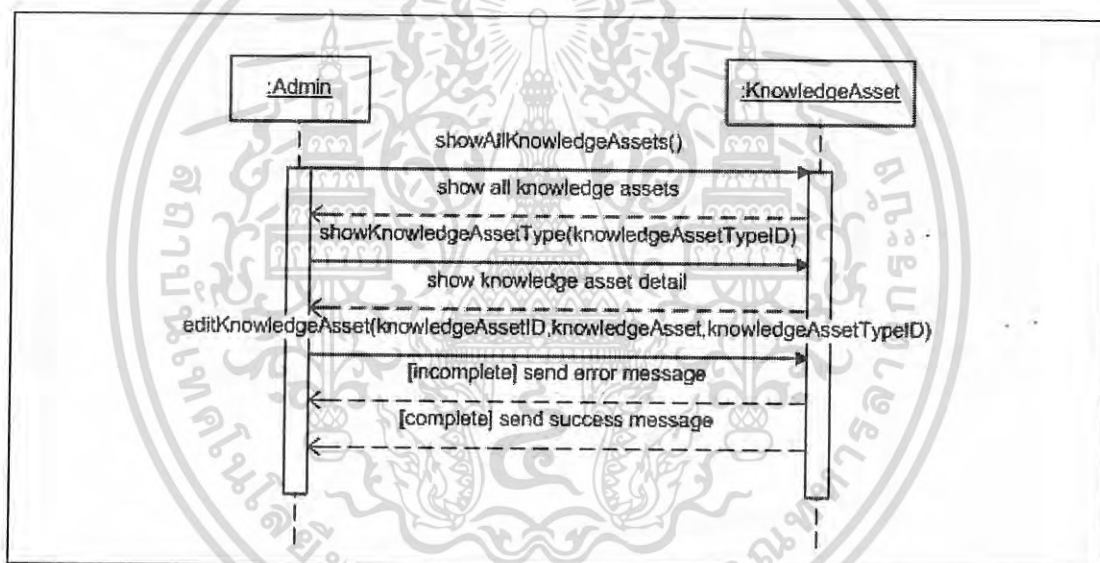 :Admin
:KnowledgeAsset
showAllKnowledgeAssets()
show all knowledge assets
showKnowledgeAssetType(knowledgeAssetTypeID)
show knowledge asset detail
editKnowledgeAsset(knowledgeAssetID,knowledgeAsset,knowledgeAssetTypeID)
[incomplete] send error message
[complete] send success message